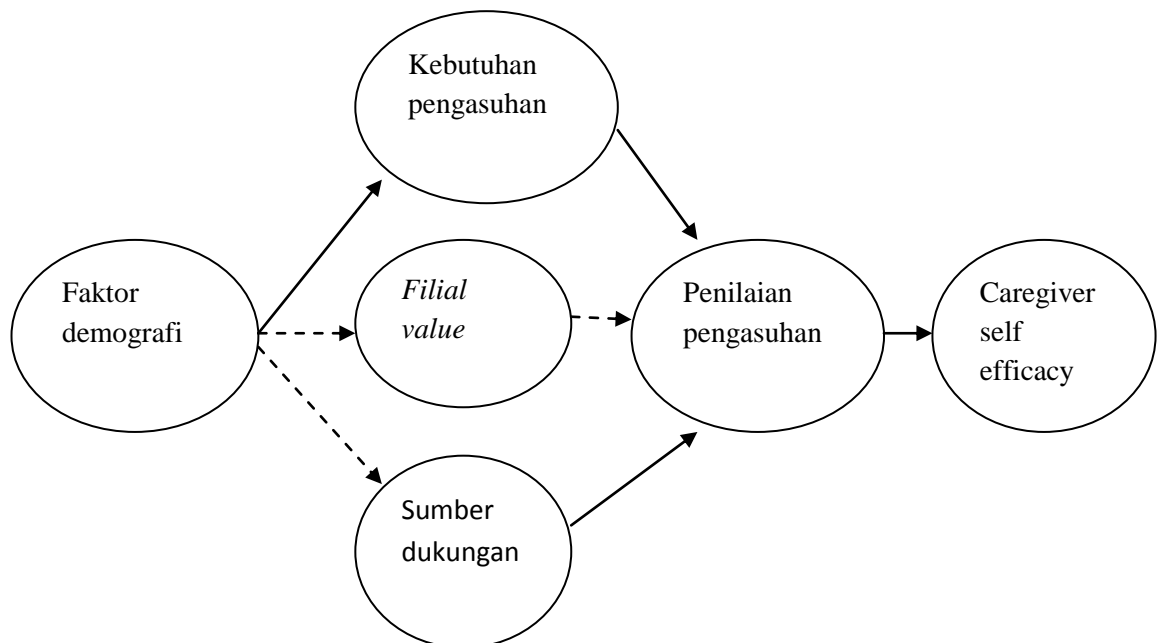 Kebutuhan
pengasuhan
Faktor
demografi
Filial
value
Penilaian
pengasuhan
Caregiver
self
efficacy
Sumber
dukungan